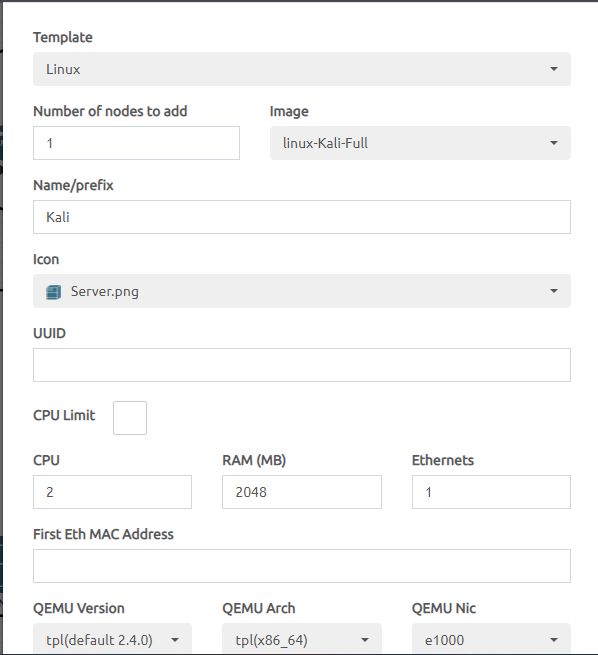 Template
Linux
Number of nodes to add Image
1 linux-Kali-Full
Name/prefix
Kali
Icon
Server.png
UUID
CPU Limit
CPU RAM (MB) Ethernets
2 2048 1
First Eth MAC Address
QEMU Version QEMU Arch QEMU Nic
tpl(default 2.4.0) tpl(x86_64) e1000